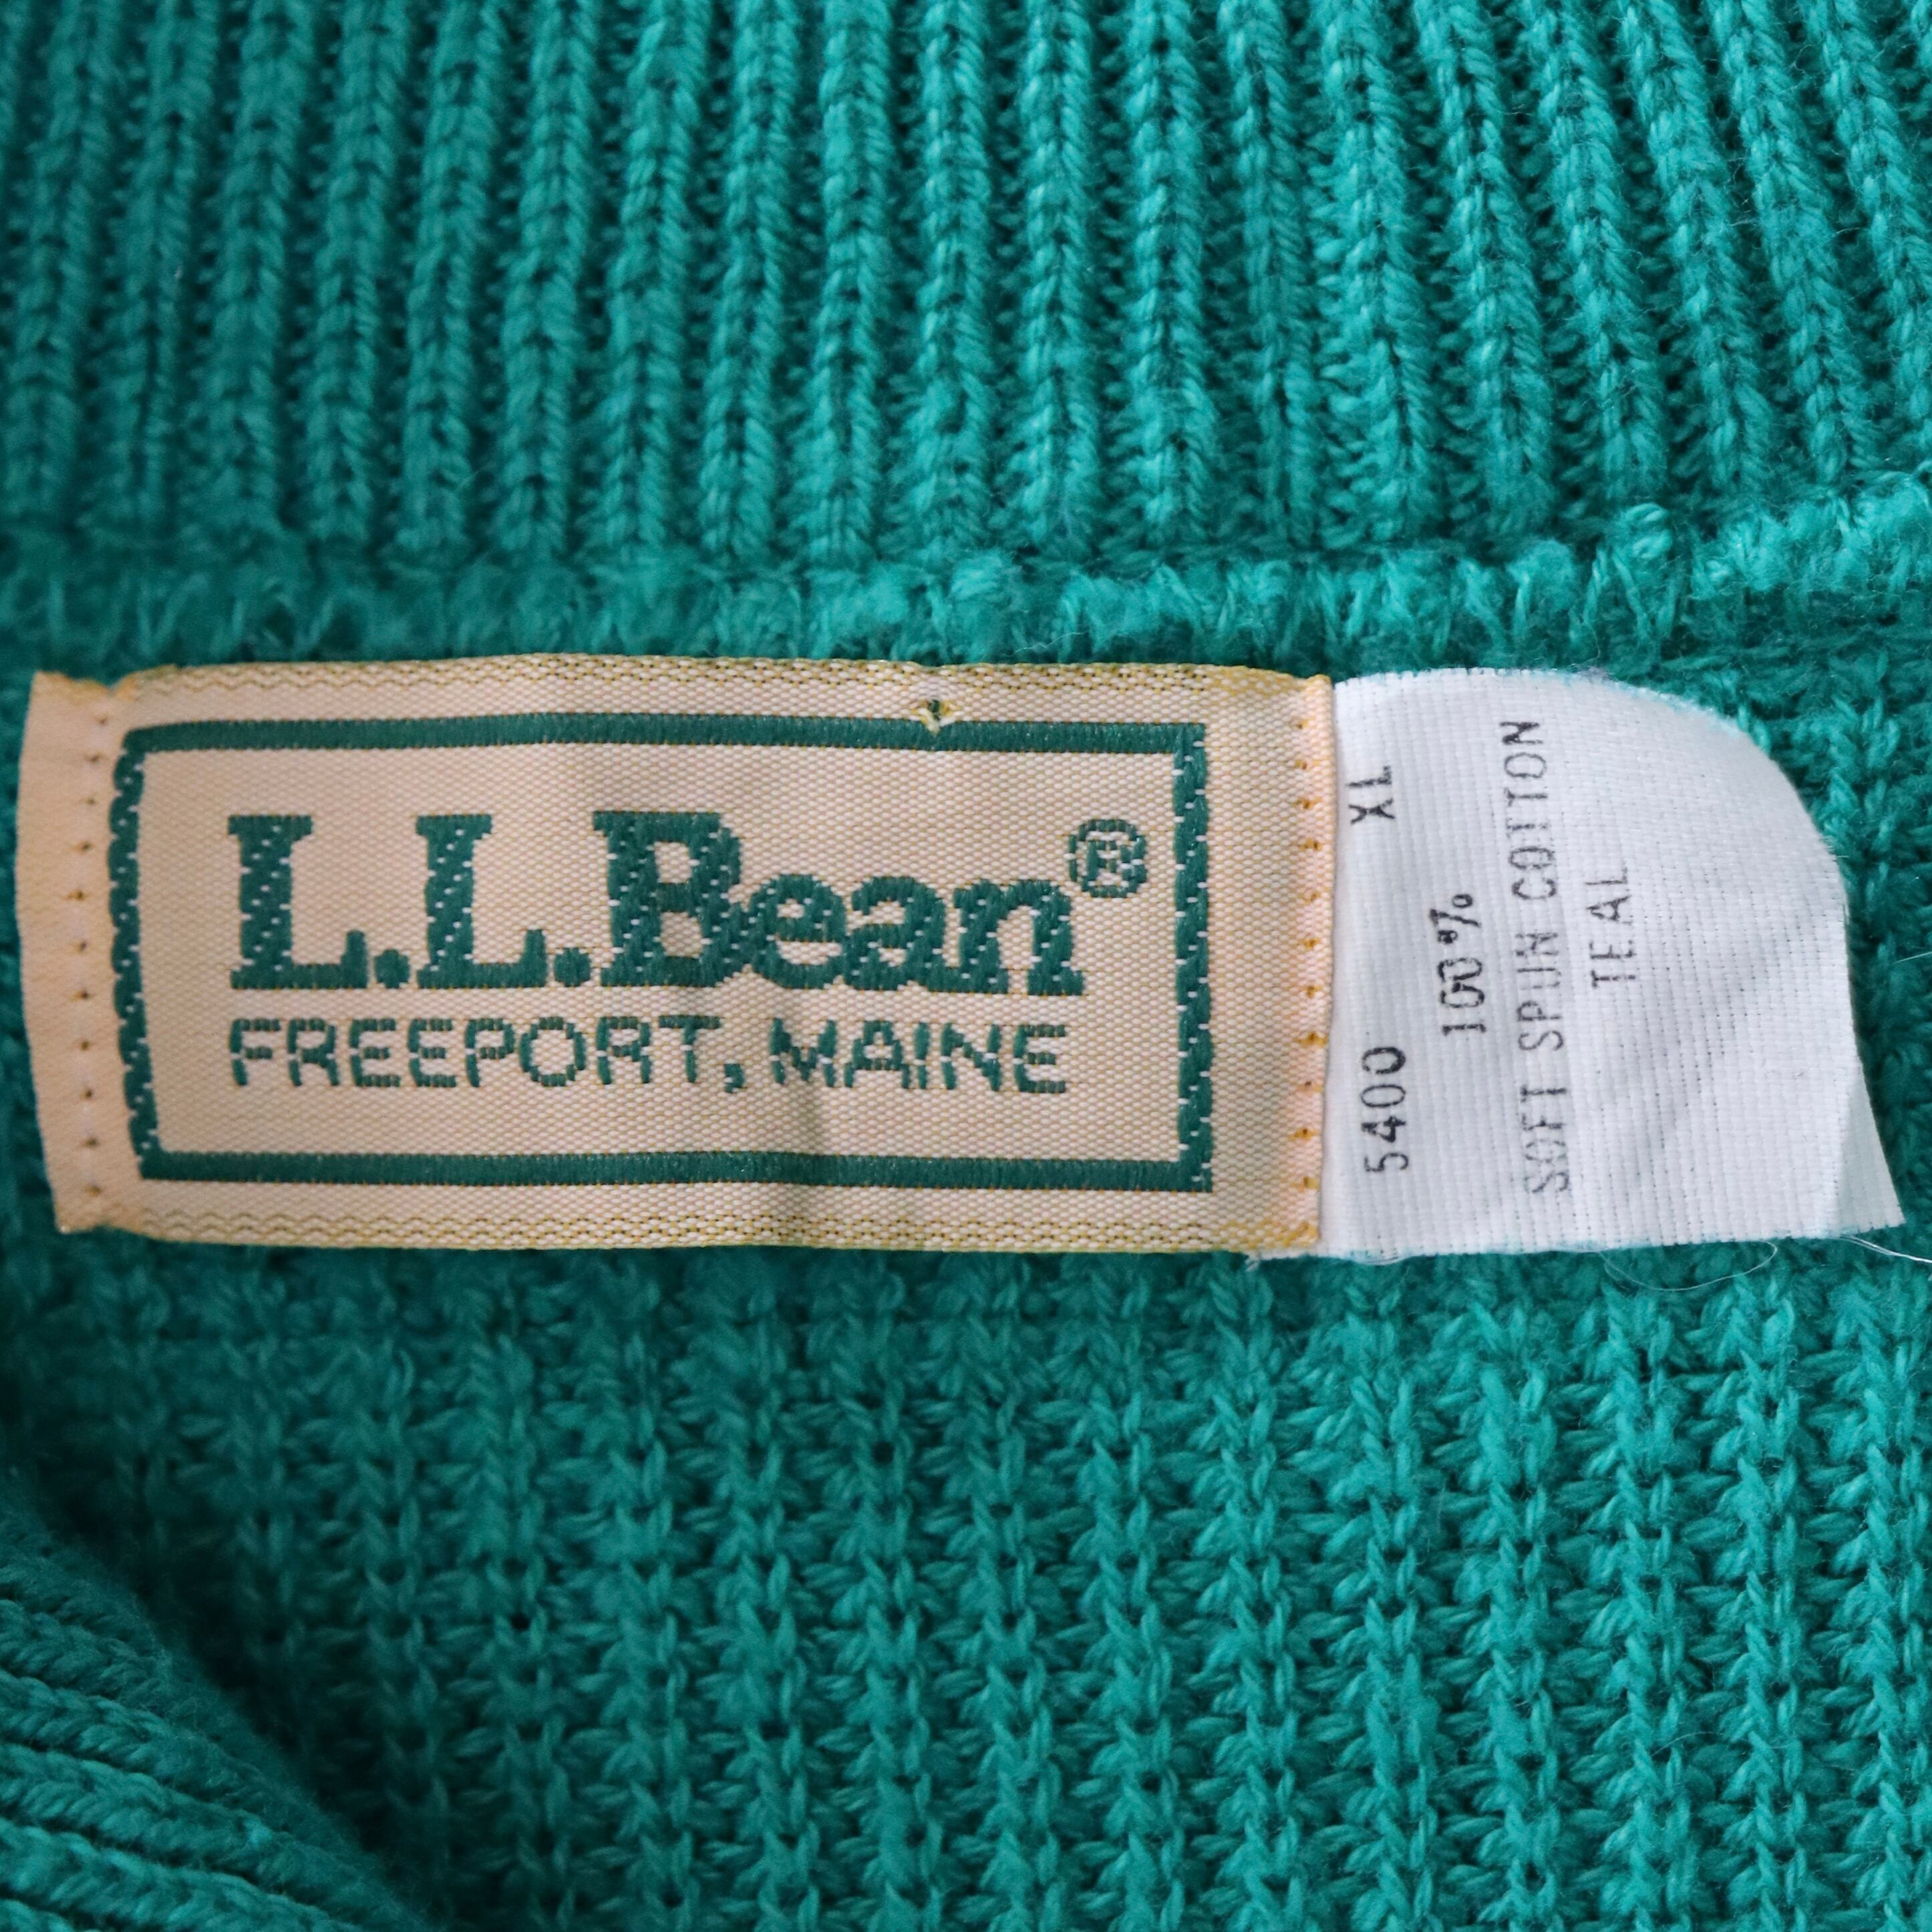 L.L.Bean®
FREEPORT, MAINE
5400 XL
100%
SOFT SPUN COTTON
TEAL